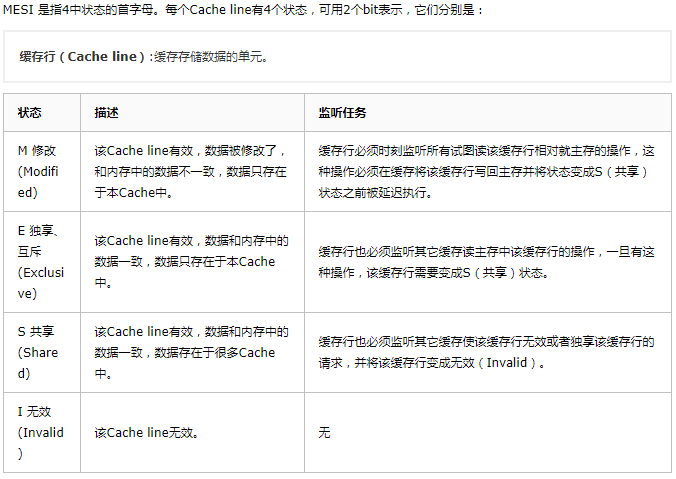 MESI 是指4中状态的首字母。每个Cache line有4个状态，可用2个bit表示，它们分别是：
缓存行（Cache line）:缓存存储数据的单元。
状态
描述
监听任务
M 修改
(Modifi
ed)
该Cache line有效，数据被修改了，
和内存中的数据不一致，数据只存在
于本Cache中。
缓存行必须时刻监听所有试图读该缓存行相对就主存的操作，这
种操作必须在缓存将该缓存行写回主存并将状态变成S（共享）
状态之前被延迟执行。
E 独享、
互斥
(Exclusi
ve)
该Cache line有效，数据和内存中的
数据一致，数据只存在于本Cache
中。
缓存行也必须监听其它缓存读主存中该缓存行的操作，一旦有这
种操作，该缓存行需要变成S（共享）状态。
S 共享
(Share
d)
该Cache line有效，数据和内存中的
数据一致，数据存在于很多Cache
中。
缓存行也必须监听其它缓存使该缓存行无效或者独享该缓存行的
请求，并将该缓存行变成无效（Invalid）。
I 无效
(Invalid
)
该Cache line无效。
无